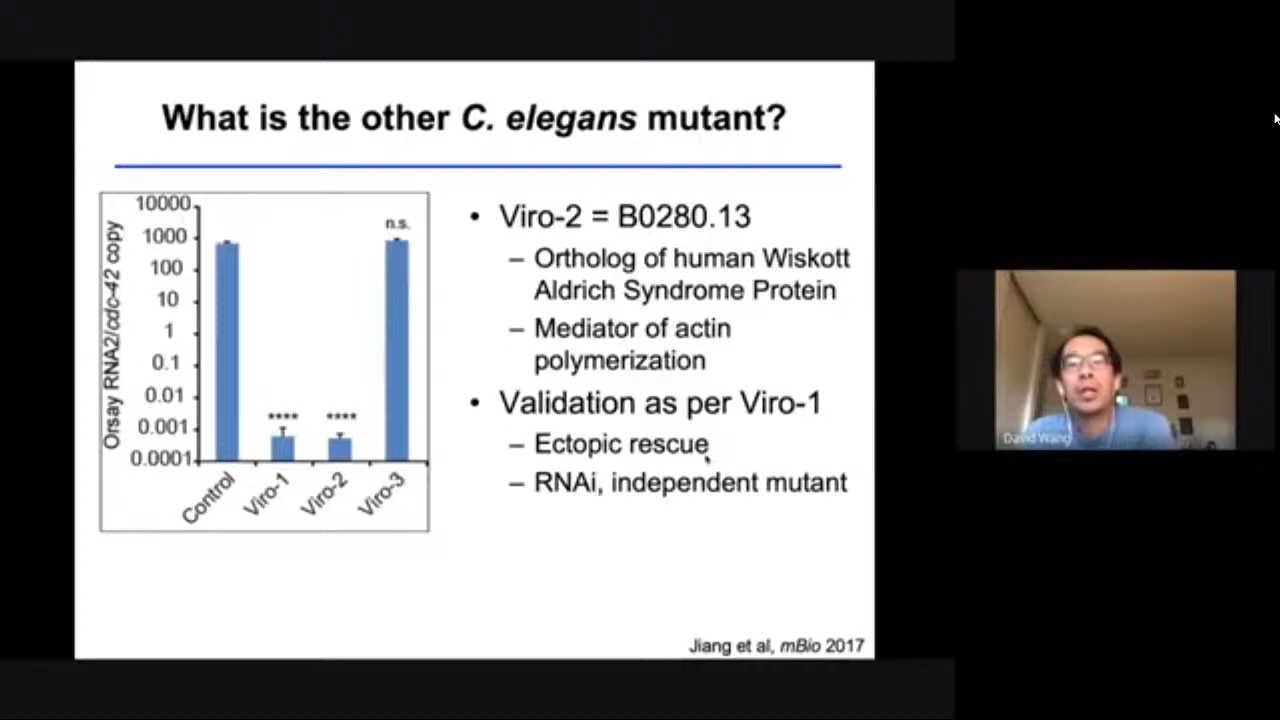 What is the other C. elegans mutant?
Orsay RNA2/cdc-42 copy
10000
1000
100
10
1
0.1
0.01
0.001
0.0001
n.s.
****
****
Control
Viro-1
Viro-2
Viro-3
• Viro-2 = B0280.13
– Ortholog of human Wiskott
Aldrich Syndrome Protein
– Mediator of actin
polymerization
• Validation as per Viro-1
– Ectopic rescue
– RNAi, independent mutant
Jiang et al, mBio 2017
David Wang